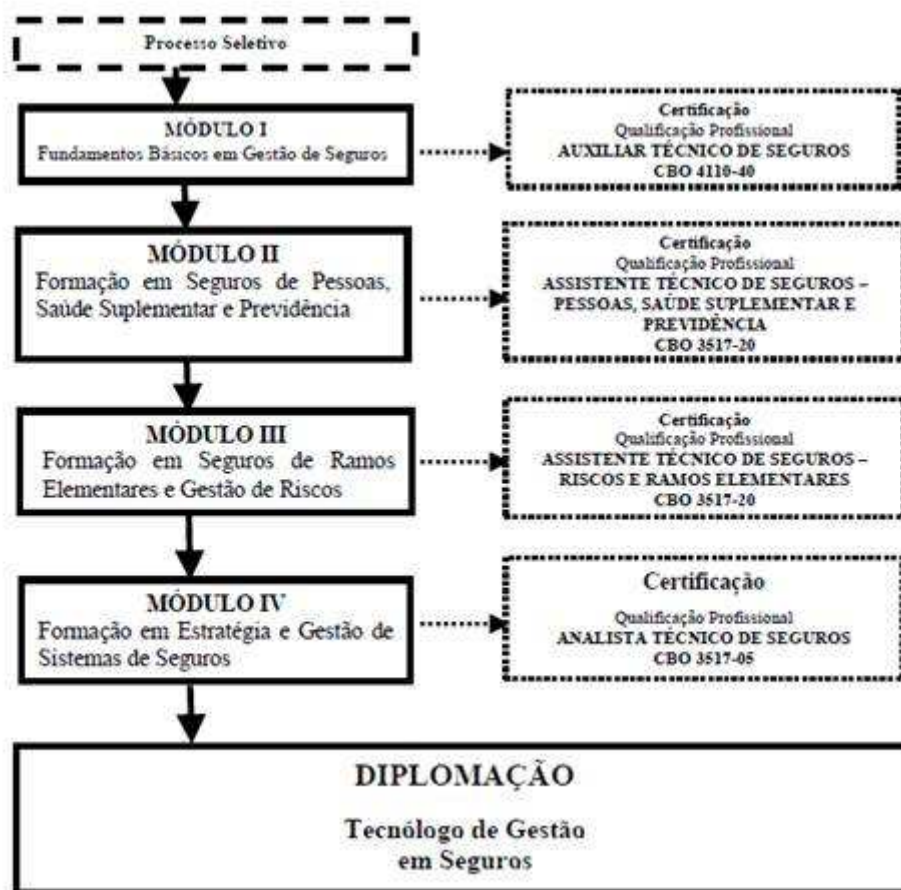 Processo Seletivo
MÓDULO I
Fundamentos Básicos em Gestão de Seguros
Certificação
Qualificação Profissional
AUXILIAR TÉCNICO DE SEGUROS
CBO 4110-40
MÓDULO II
Formação em Seguros de Pessoas,
Saúde Suplementar e Previdência
Certificação
Qualificação Profissional
ASSISTENTE TÉCNICO DE SEGUROS –
PESSOAS, SAÚDE SUPLEMENTAR E
PREVIDÊNCIA
CBO 3517-20
MÓDULO III
Formação em Seguros de Ramos
Elementares e Gestão de Riscos
Certificação
Qualificação Profissional
ASSISTENTE TÉCNICO DE SEGUROS –
RISCOS E RAMOS ELEMENTARES
CBO 3517-20
MÓDULO IV
Formação em Estratégia e Gestão de
Sistemas de Seguros
Certificação
Qualificação Profissional
ANALISTA TÉCNICO DE SEGUROS
CBO 3517-05
DIPLOMAÇÃO
Tecnólogo de Gestão
em Seguros